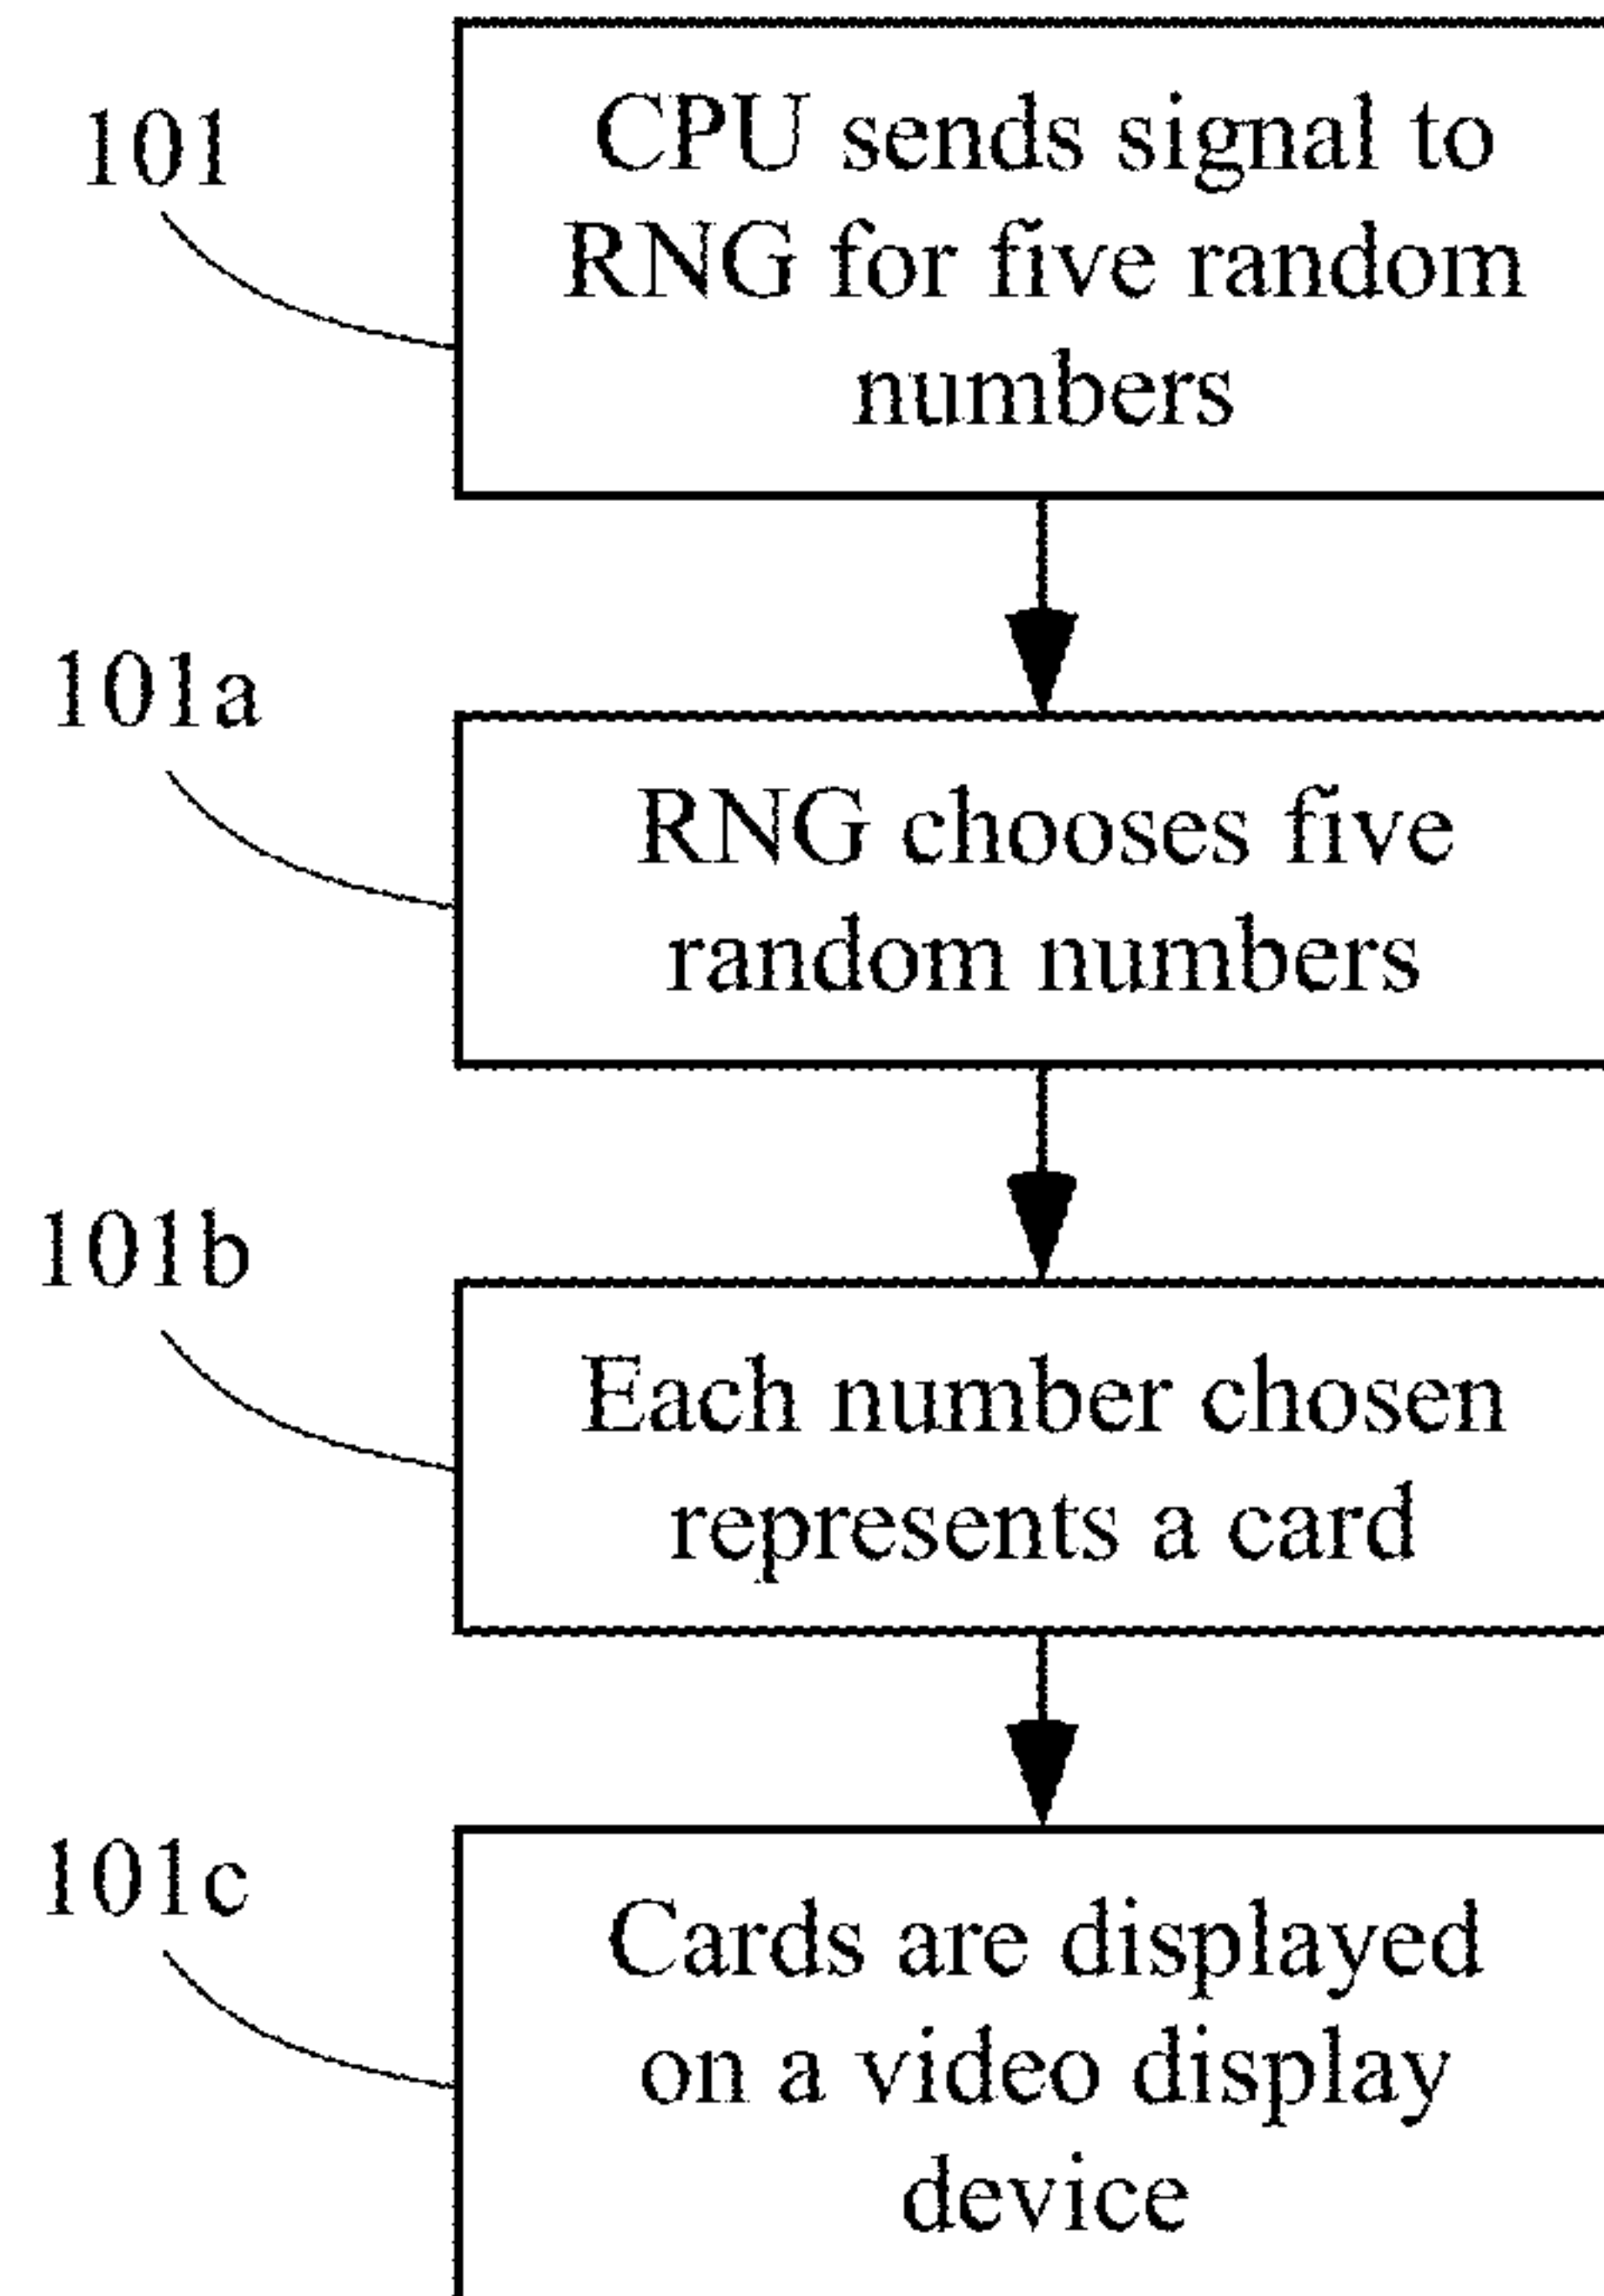 101
CPU sends signal to
RNG for five random
numbers
101a
RNG chooses five
random numbers
101b
Each number chosen
represents a card
101c
Cards are displayed
on a video display
device